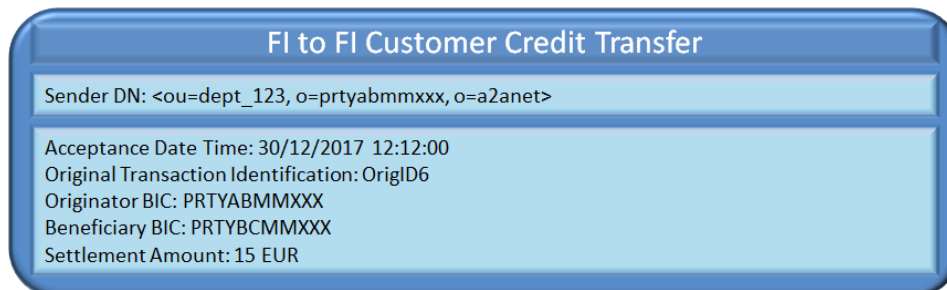 FI to FI Customer Credit Transfer
Sender DN: <ou=dept_123, o=prtyabmmxxx, o=a2anet>
Acceptance Date Time: 30/12/2017 12:12:00
Original Transaction Identification: OrigID6
Originator BIC: PRTYABMMXXX
Beneficiary BIC: PRTYBCMMXXX
Settlement Amount: 15 EUR